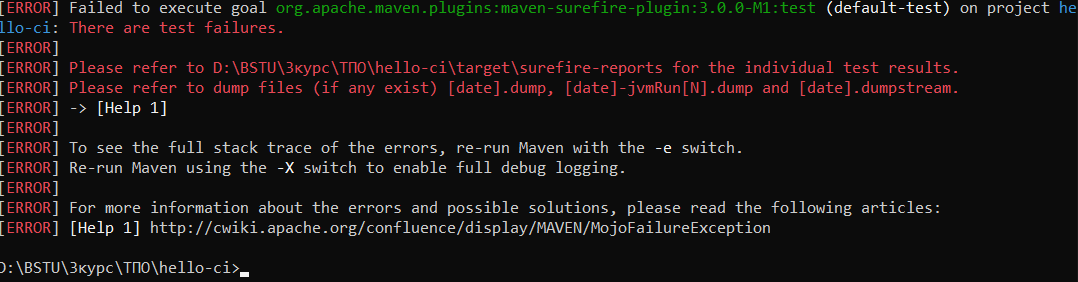 [ERROR] Failed to execute goal org.apache.maven.plugins:maven-surefire-plugin:3.0.0-M1:test (default-test) on project he
llo-ci: There are test failures.
[ERROR]
[ERROR] Please refer to D:\BSTU\3курс\ТПО\hello-ci\target\surefire-reports for the individual test results.
[ERROR] Please refer to dump files (if any exist) [date].dump, [date]-jvmRun[N].dump and [date].dumpstream.
[ERROR] -> [Help 1]
[ERROR]
[ERROR] To see the full stack trace of the errors, re-run Maven with the -e switch.
[ERROR] Re-run Maven using the -X switch to enable full debug logging.
[ERROR]
[ERROR] For more information about the errors and possible solutions, please read the following articles:
[ERROR] [Help 1] http://cwiki.apache.org/confluence/display/MAVEN/MojoFailureException
D:\BSTU\3курс\ТПО\hello-ci>